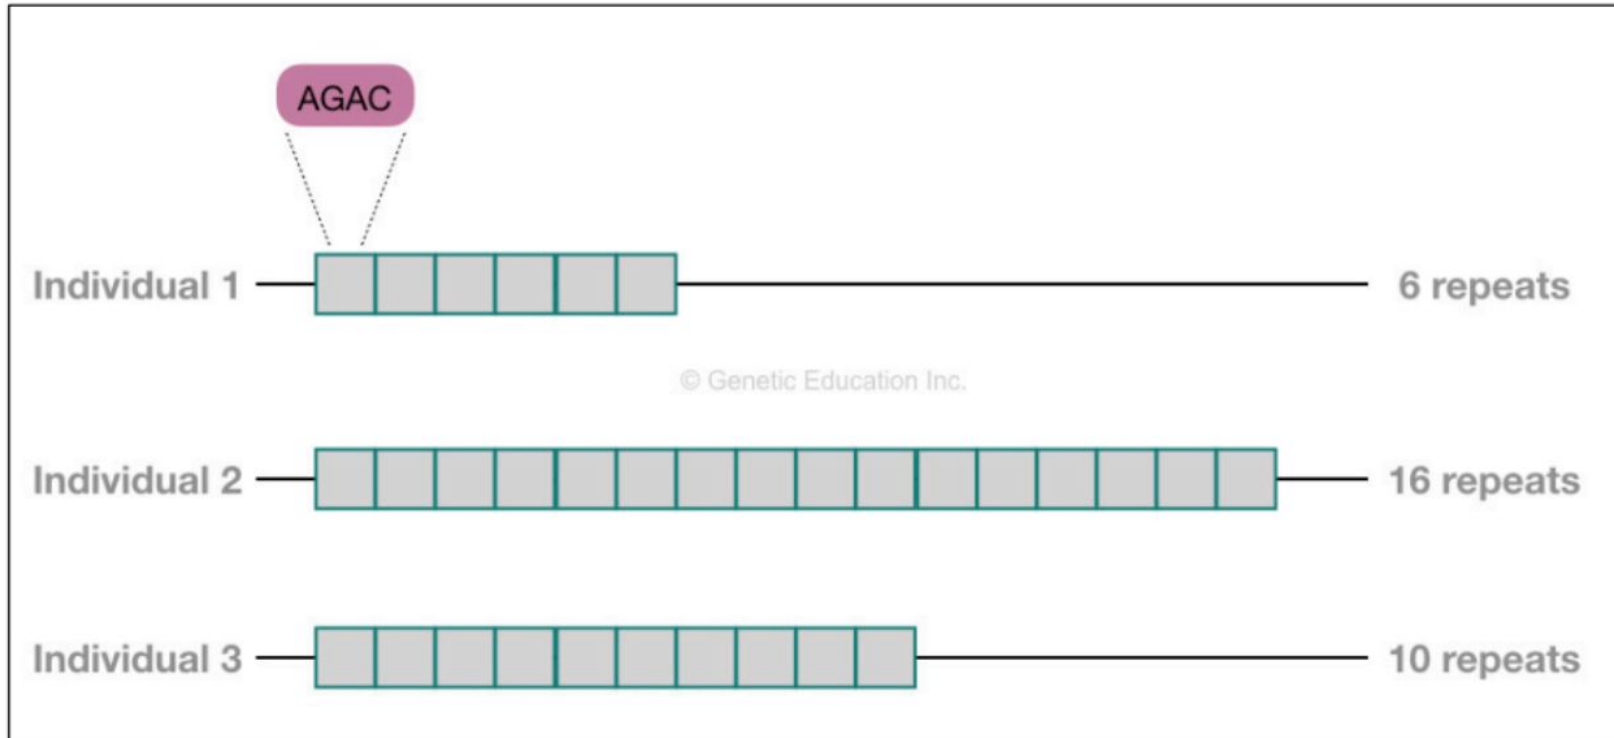 AGAC
Individual 1 6 repeats
© Genetic Education Inc.
Individual 2 16 repeats
Individual 3 10 repeats